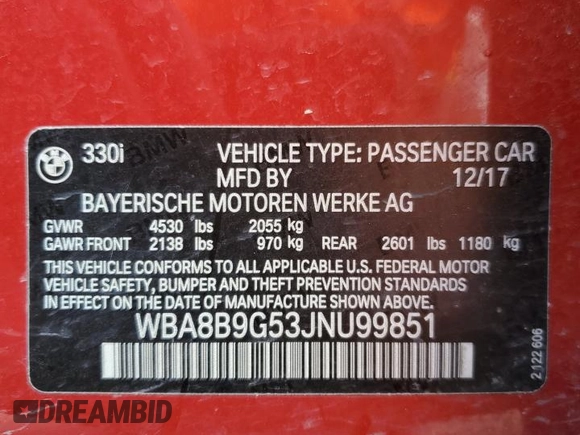 330i VEHICLE TYPE: PASSENGER CAR
MFD BY 12/17
BAYERISCHE MOTOREN WERKE AG
GVWR 4530 lbs 2055 kg
GAWR FRONT 2138 lbs 970 kg REAR 2601 lbs 1180 kg
THIS VEHICLE CONFORMS TO ALL APPLICABLE U.S. FEDERAL MOTOR
VEHICLE SAFETY, BUMPER AND THEFT PREVENTION STANDARDS
IN EFFECT ON THE DATE OF MANUFACTURE SHOWN ABOVE.
WBA8B9G53JNU99851
2 122 606
DREAMBID